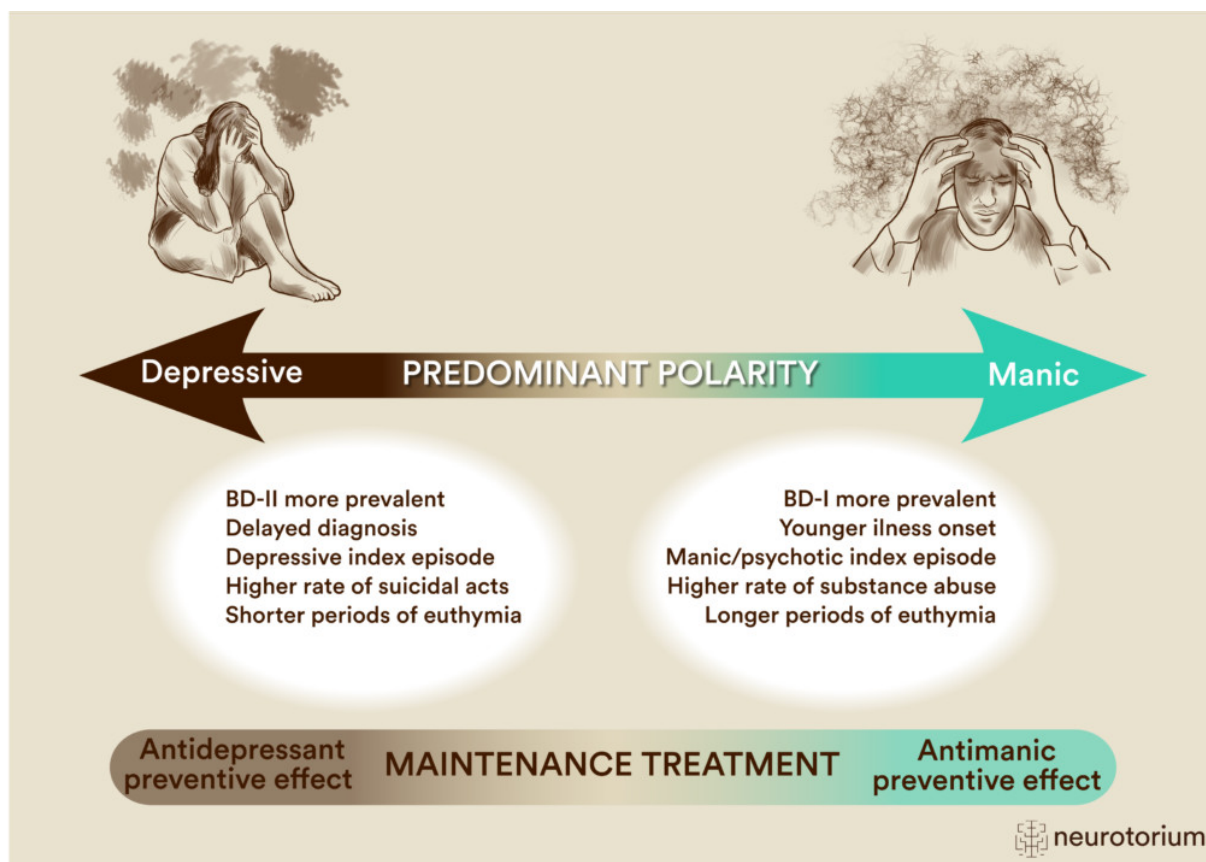 Depressive
PREDOMINANT POLARITY
Manic
BD-II more prevalent
Delayed diagnosis
Depressive index episode
Higher rate of suicidal acts
Shorter periods of euthymia
BD-I more prevalent
Younger ilness onset
Manic/psychotic index episode
Higher rate of substance abuse
Longer periods of euthymia
Antidepressant
preventive effect
MAINTENANCE TREATMENT
Antimanic
preventive effect
neurotorium